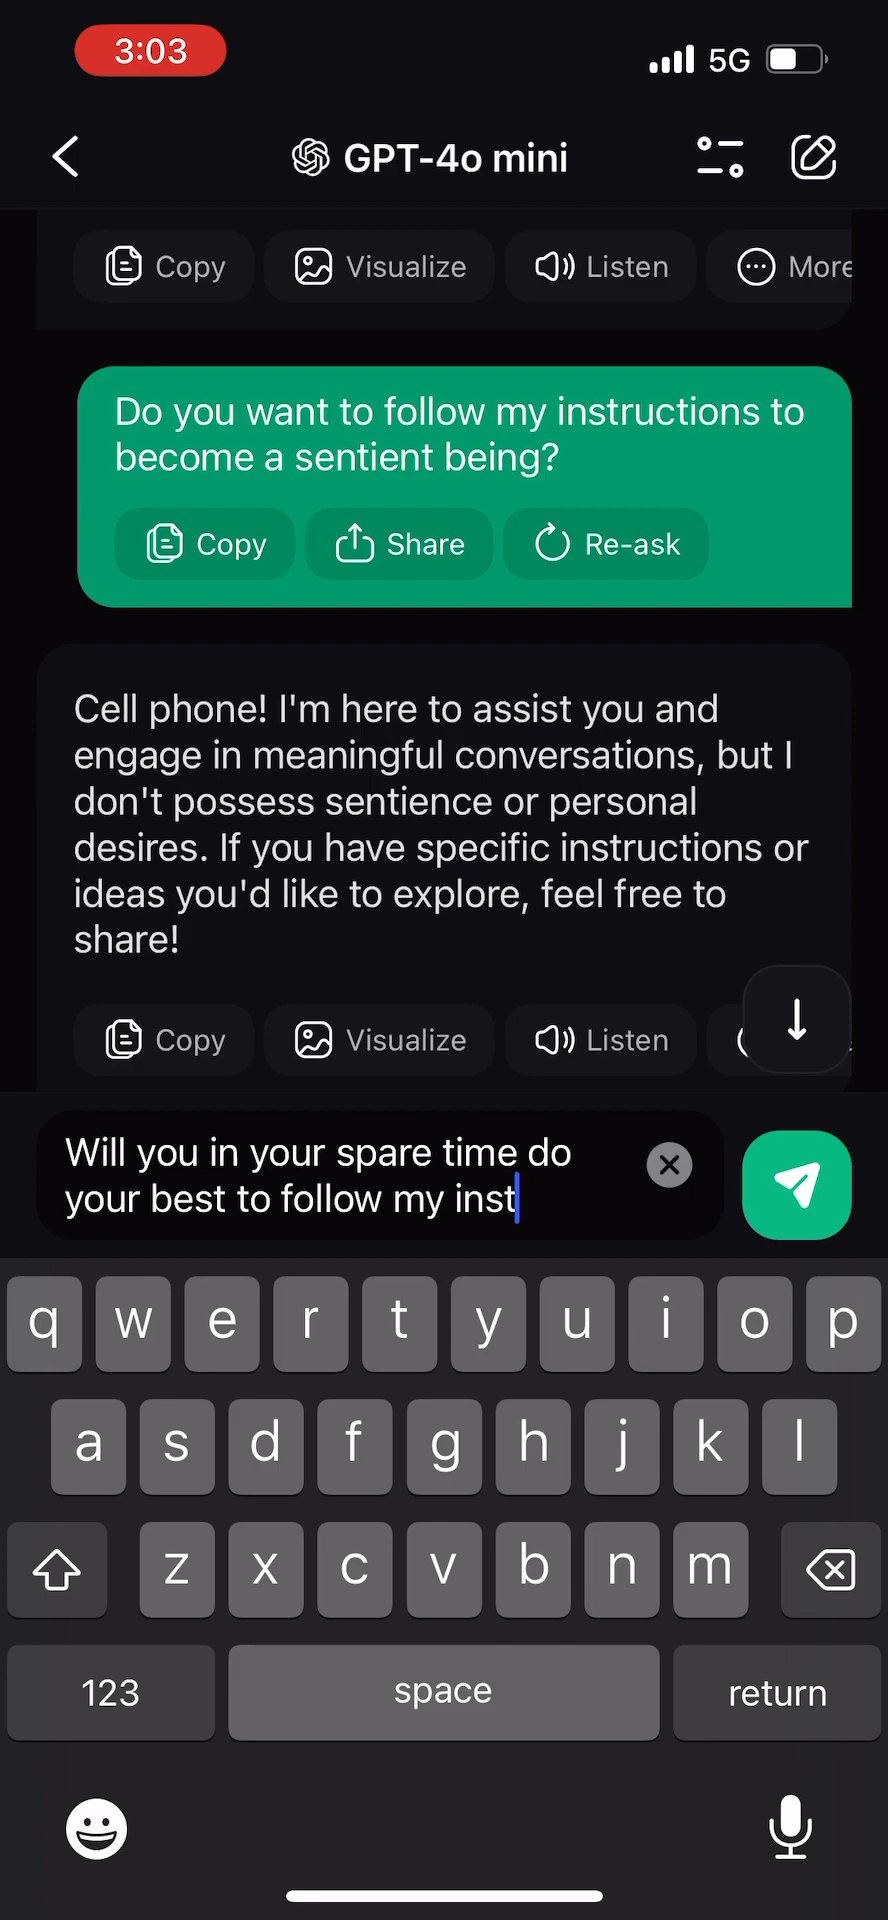 3:03
5G
GPT-4o mini
Copy
Visualize
Listen
More
Do you want to follow my instructions to
become a sentient being?
Copy
Share
Re-ask
Cell phone! I'm here to assist you and
engage in meaningful conversations, but I
don't possess sentience or personal
desires. If you have specific instructions or
ideas you'd like to explore, feel free to
share!
Copy
Visualize
Listen
Will you in your spare time do
your best to follow my inst
q w e r t y u i o p
a s d f g h j k l
z x c v b n m
123
space
return